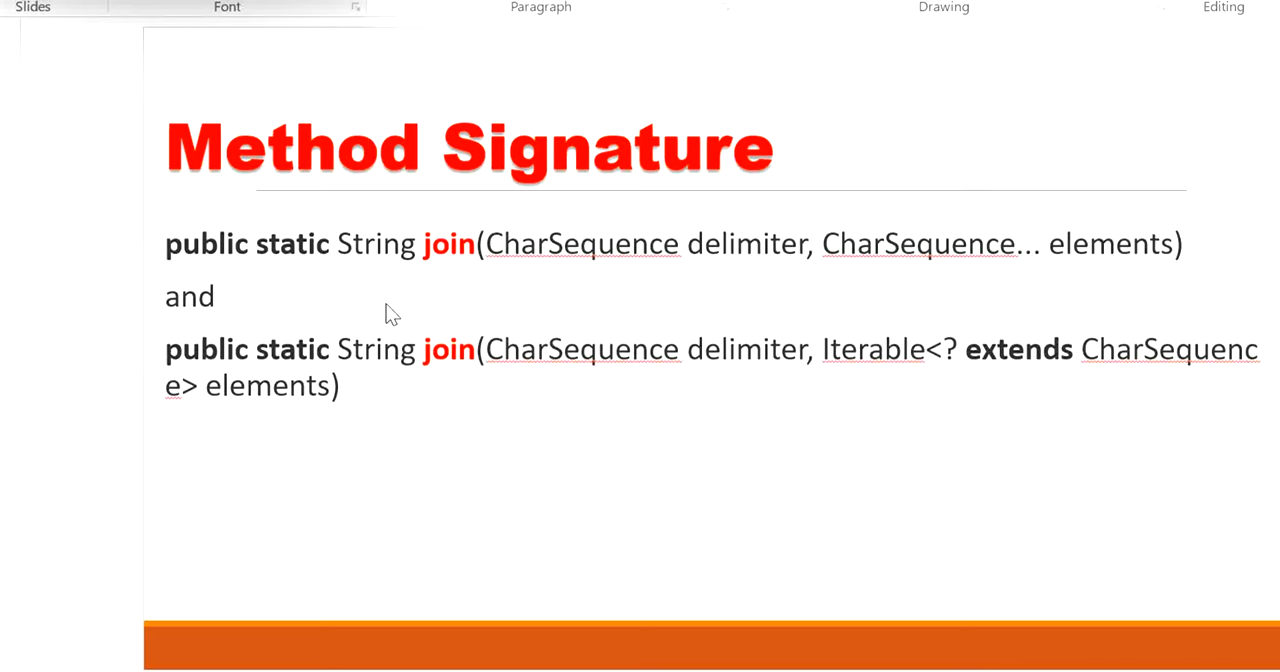 Slides Font Paragraph Drawing Editing
Method Signature
public static String join(CharSequence delimiter, CharSequence... elements)
and
public static String join(CharSequence delimiter, Iterable<? extends CharSequenc
e> elements)